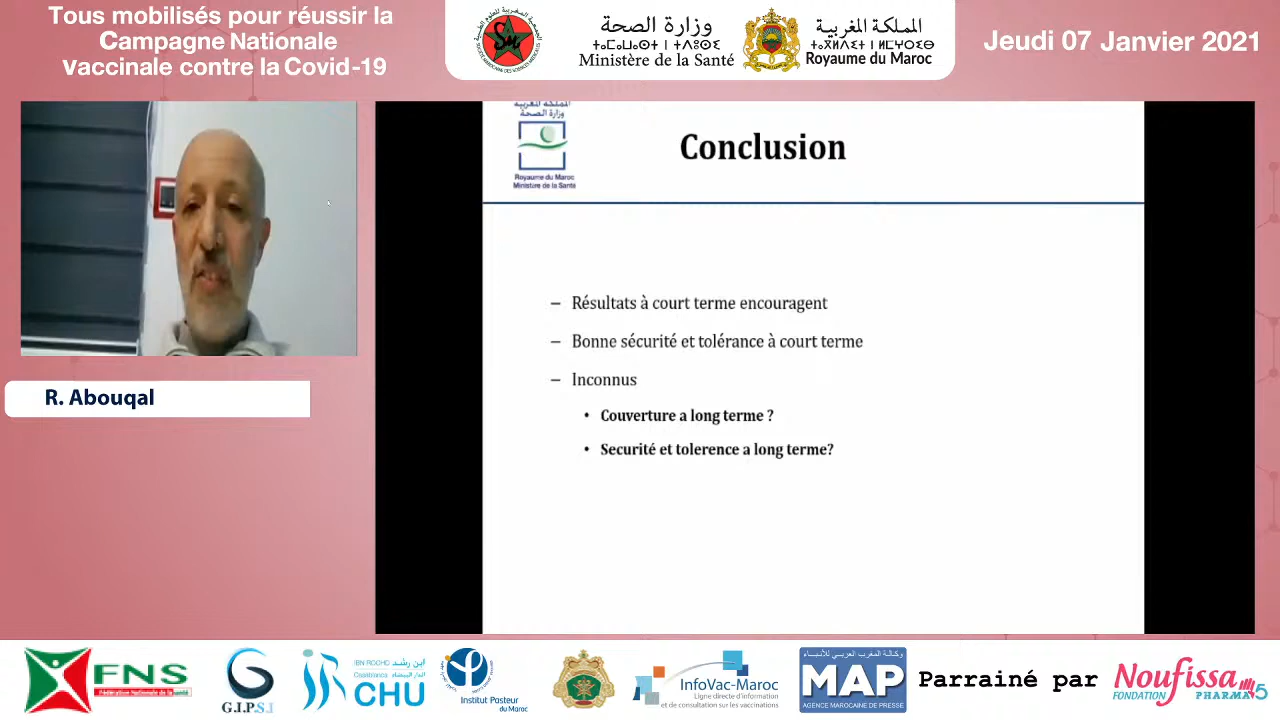 Tous mobilisés pour réussir la
Campagne Nationale
vaccinale contre la Covid-19
وزارة الصحة
ⵜⴰⵎⴰⵡⴰⵙⵜ ⵏ ⵜⴷⵓⵙⵉ
Ministère de la Santé
المملكة المغربية
ⵜⴰⴳⵍⴷⵉⵜ ⵏ ⵍⵎⵖⵔⵉⴱ
Royaume du Maroc
Jeudi 07 Janvier 2021
المملكة المغربية
وزارة الصحة
Royaume du Maroc
Ministère de la Santé
Conclusion
– Résultats à court terme encouragent
– Bonne sécurité et tolérance à court terme
– Inconnus
• Couverture a long terme ?
• Securité et tolerence a long terme?
R. Abouqal
FNS
Fédération Nationale de la santé
G.I.P.S.I
IBN ROCHD ابن رشد
Casablanca الدار البيضاء
CHU
Institut Pasteur
du Maroc
InfoVac-Maroc
Ligne directe d'information
et de consultation sur les vaccinations
وكالة المغرب العربي للأنباء
MAP
AGENCE MAROCAINE DE PRESSE
Parrainé par
Noufissa
FONDATION PHARMA 5